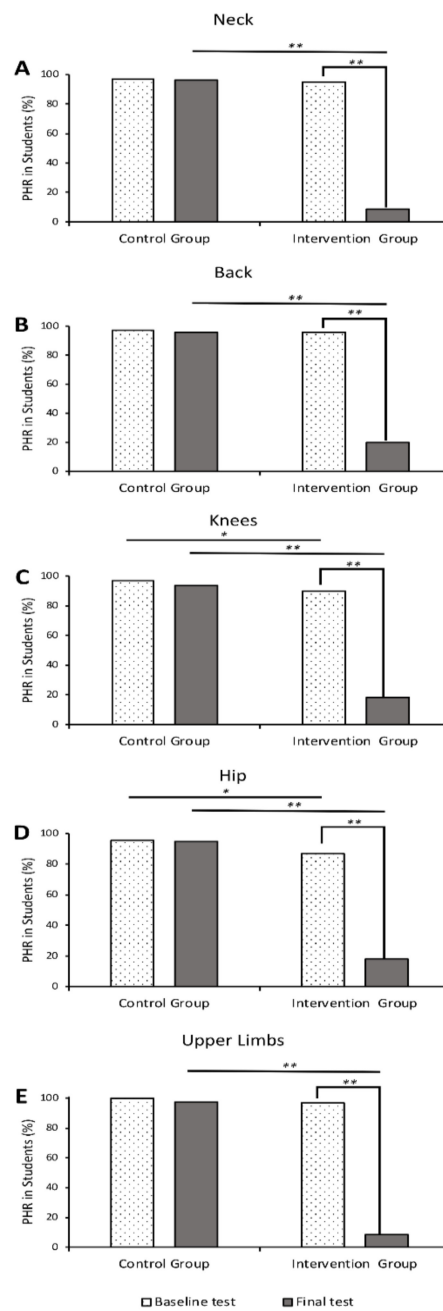 Neck
**
A
**
100
80
60
40
20
0
PHR in Students (%)
Control Group
Intervention Group
Back
**
B
**
100
80
60
40
20
0
PHR in Students (%)
Control Group
Intervention Group
Knees
*
**
C
**
100
80
60
40
20
0
PHR in Students (%)
Control Group
Intervention Group
Hip
*
**
D
**
100
80
60
40
20
0
PHR in Students (%)
Control Group
Intervention Group
Upper Limbs
**
E
**
100
80
60
40
20
0
PHR in Students (%)
Control Group
Intervention Group
Baseline test
Final test